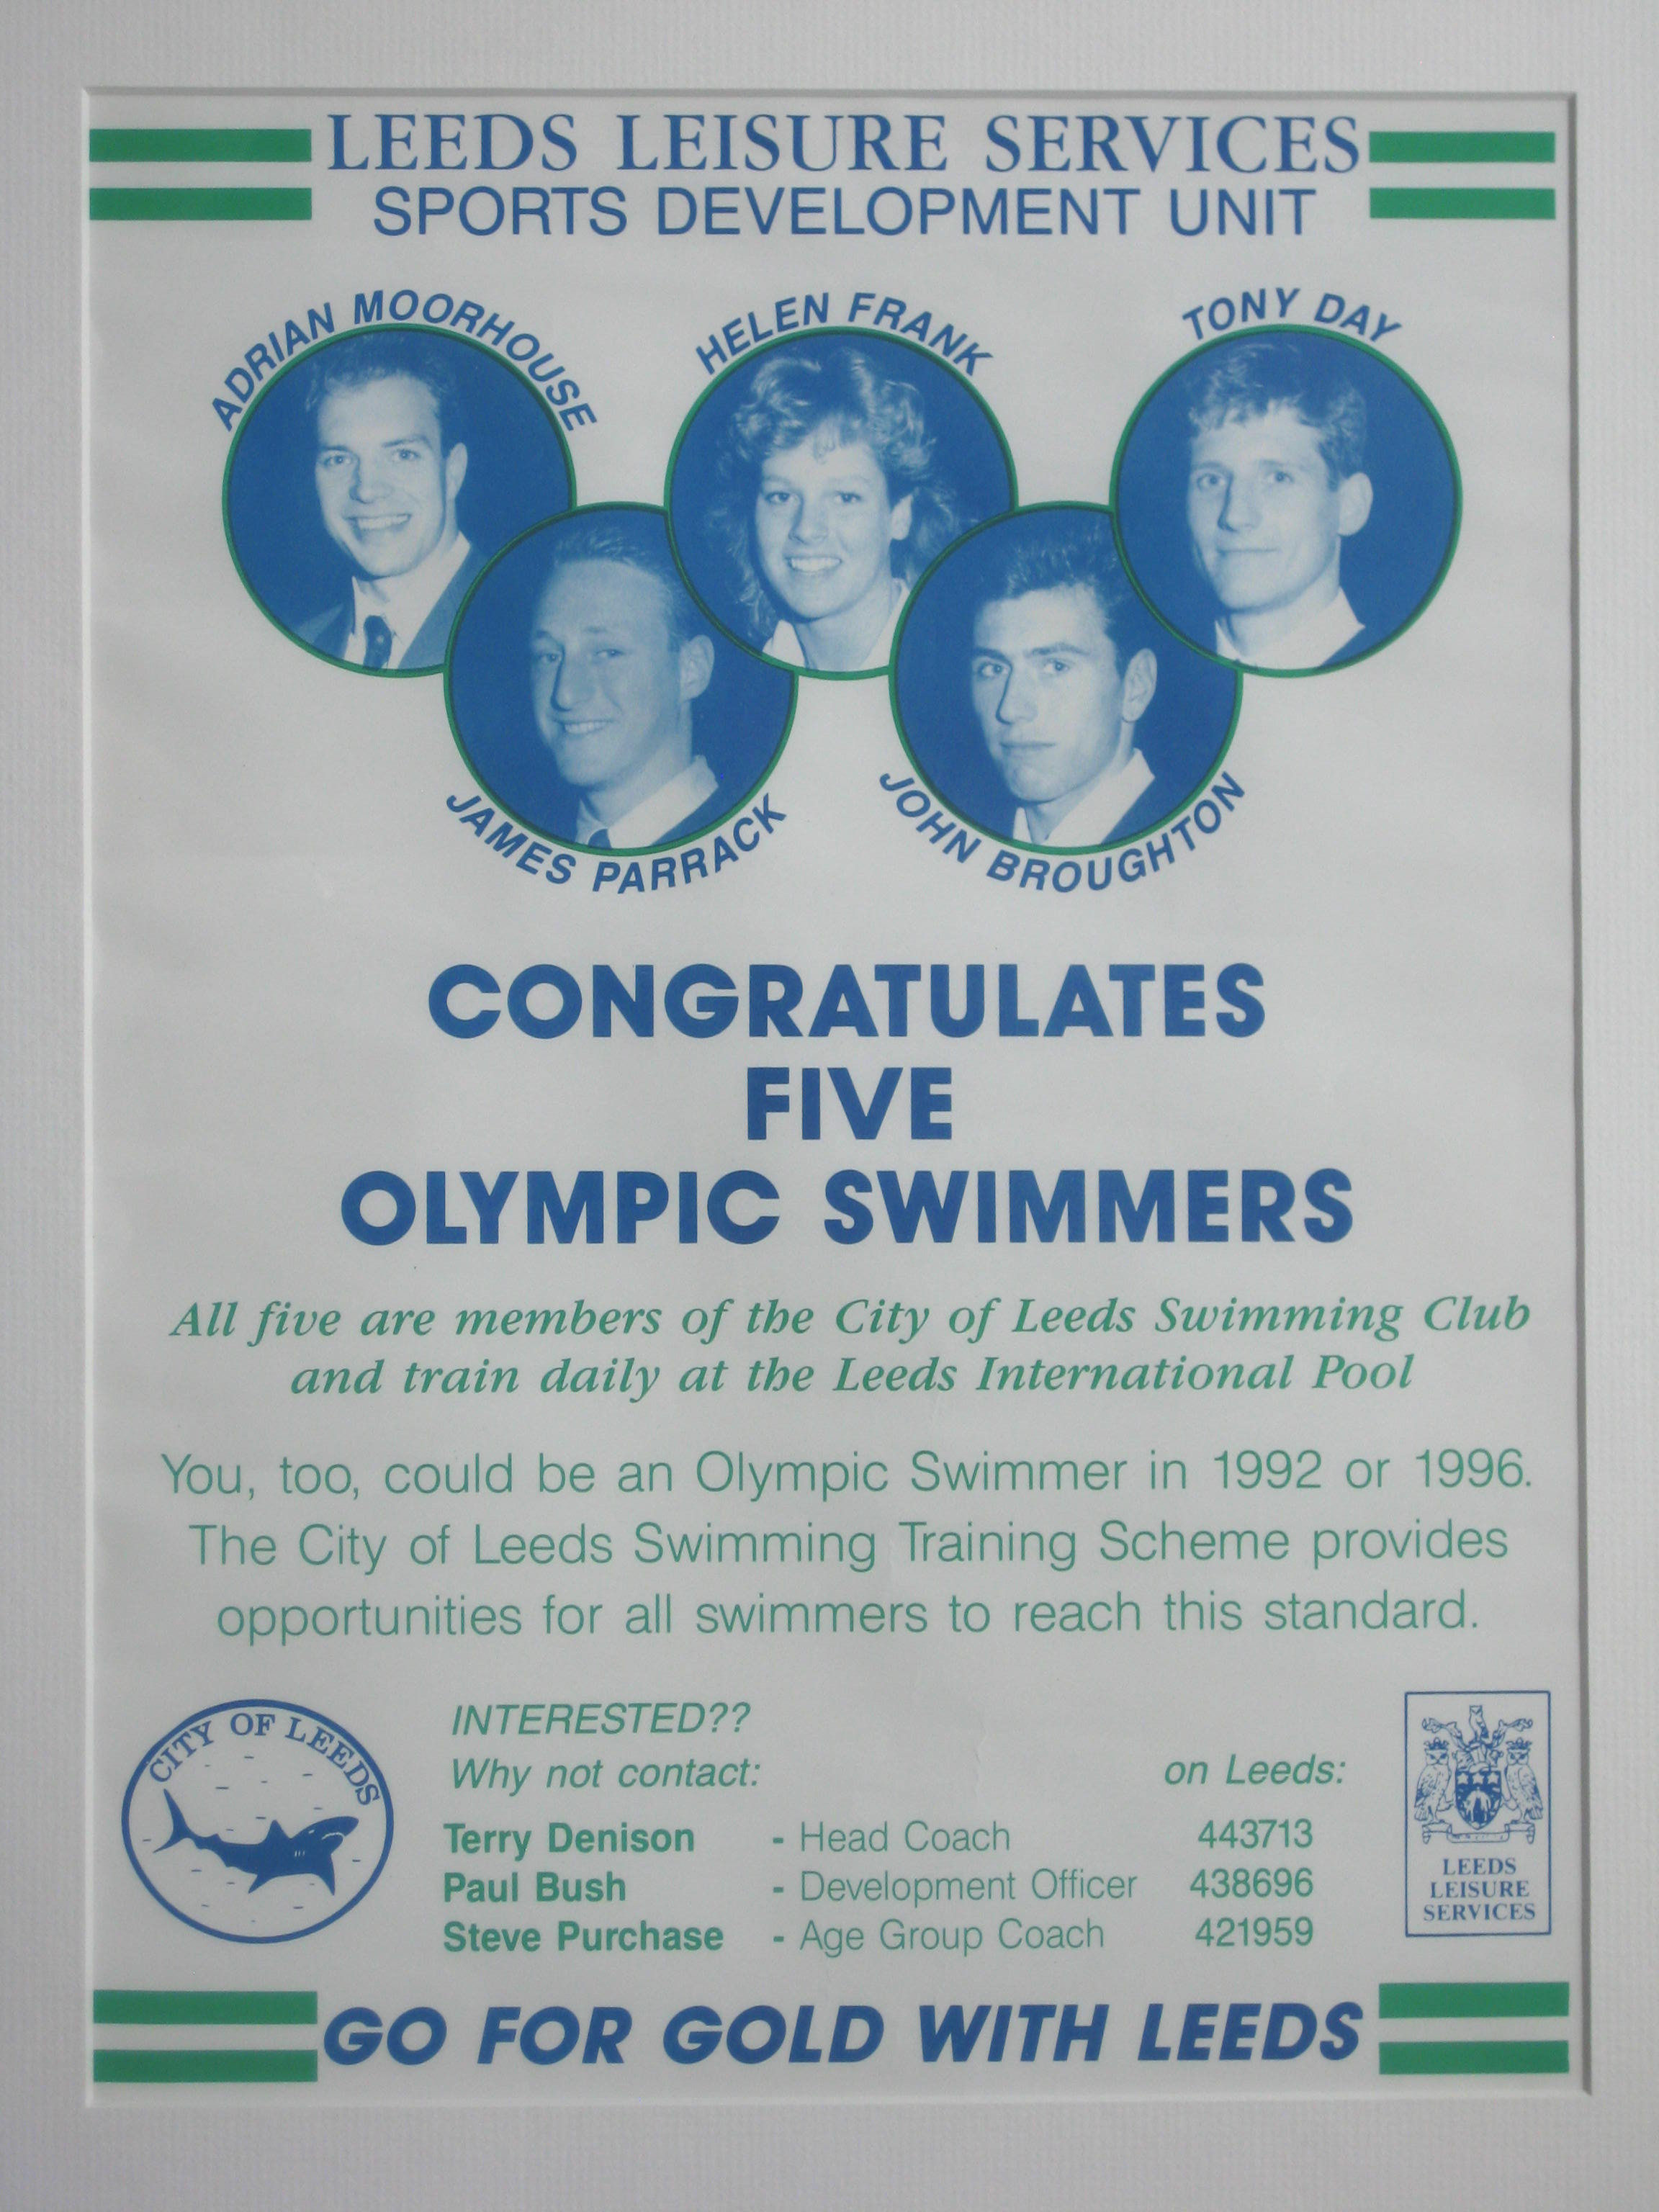 LEEDS LEISURE SERVICES
SPORTS DEVELOPMENT UNIT
ADRIAN MOORHOUSE
HELEN FRANK
TONY DAY
JAMES PARRACK
JOHN BROUGHTON
CONGRATULATES
FIVE
OLYMPIC SWIMMERS
All five are members of the City of Leeds Swimming Club
and train daily at the Leeds International Pool
You, too, could be an Olympic Swimmer in 1992 or 1996.
The City of Leeds Swimming Training Scheme provides
opportunities for all swimmers to reach this standard.
CITY OF LEEDS
INTERESTED??
Why not contact: on Leeds:
Terry Denison - Head Coach 443713
Paul Bush - Development Officer 438696
Steve Purchase - Age Group Coach 421959
LEEDS
LEISURE
SERVICES
GO FOR GOLD WITH LEEDS